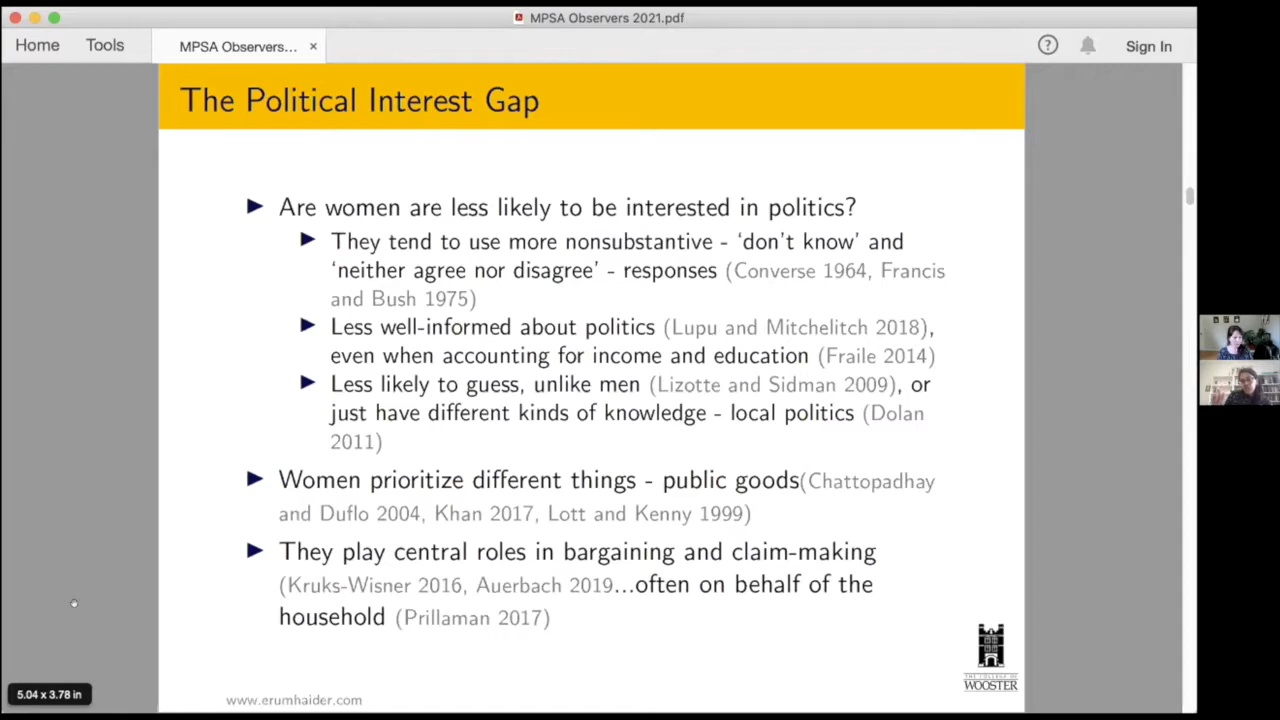 MPSA Observers 2021.pdf
Home Tools MPSA Observers... × ? Sign In
The Political Interest Gap
▶ Are women are less likely to be interested in politics?
▶ They tend to use more nonsubstantive - ‘don’t know’ and
‘neither agree nor disagree’ - responses (Converse 1964, Francis
and Bush 1975)
▶ Less well-informed about politics (Lupu and Mitchelitch 2018),
even when accounting for income and education (Fraile 2014)
▶ Less likely to guess, unlike men (Lizotte and Sidman 2009), or
just have different kinds of knowledge - local politics (Dolan
2011)
▶ Women prioritize different things - public goods(Chattopadhay
and Duflo 2004, Khan 2017, Lott and Kenny 1999)
▶ They play central roles in bargaining and claim-making
(Kruks-Wisner 2016, Auerbach 2019...often on behalf of the
household (Prillaman 2017)
THE COLLEGE OF
WOOSTER
5.04 x 3.78 in
www.erumhaider.com